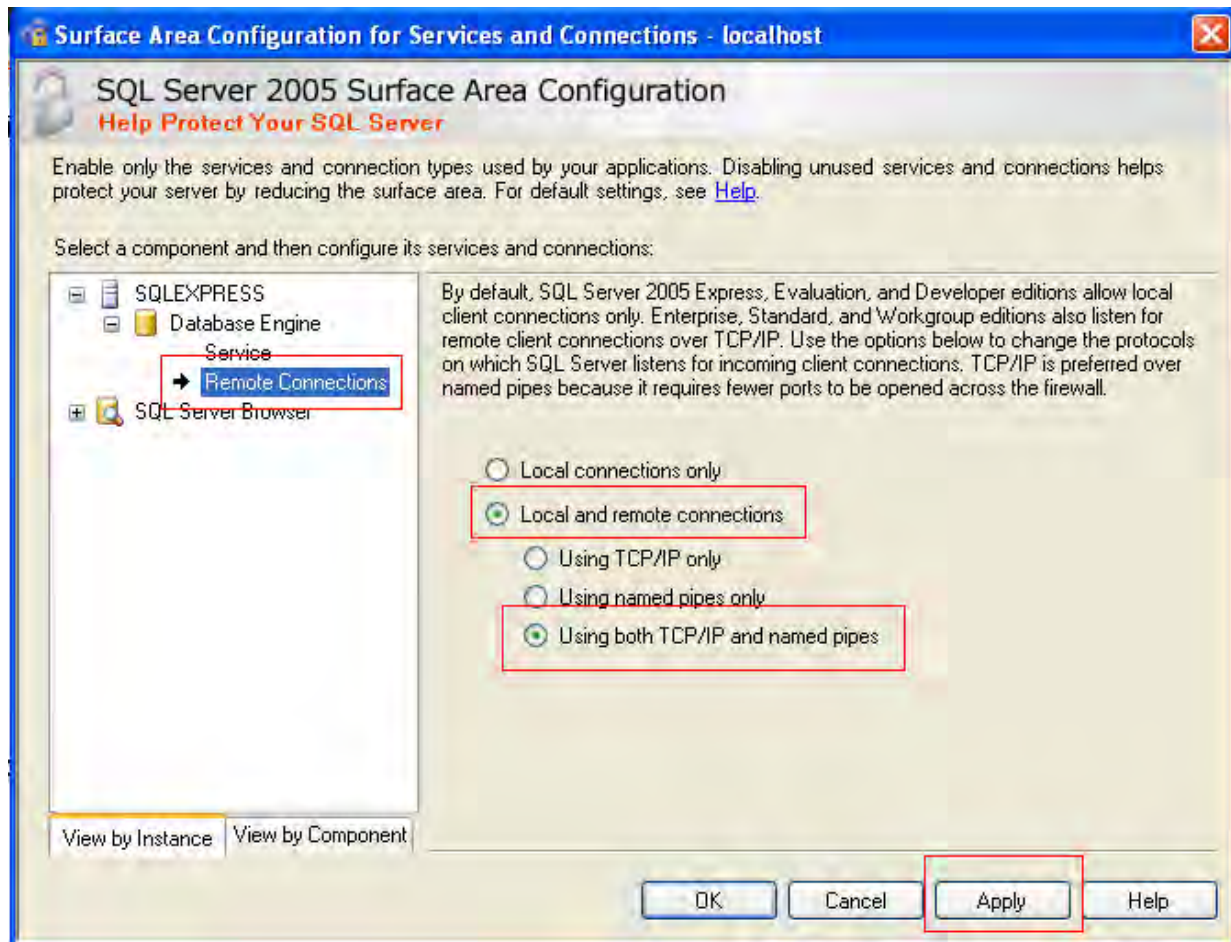 Surface Area Configuration for Services and Connections - localhost
SQL Server 2005 Surface Area Configuration
Help Protect Your SQL Server
Enable only the services and connection types used by your applications. Disabling unused services and connections helps
protect your server by reducing the surface area. For default settings, see Help.
Select a component and then configure its services and connections:
SQLEXPRESS
Database Engine
Service
Remote Connections
SQL Server Browser
View by Instance
View by Component
By default, SQL Server 2005 Express, Evaluation, and Developer editions allow local
client connections only. Enterprise, Standard, and Workgroup editions also listen for
remote client connections over TCP/IP. Use the options below to change the protocols
on which SQL Server listens for incoming client connections. TCP/IP is preferred over
named pipes because it requires fewer ports to be opened across the firewall.
Local connections only
Local and remote connections
Using TCP/IP only
Using named pipes only
Using both TCP/IP and named pipes
OK
Cancel
Apply
Help